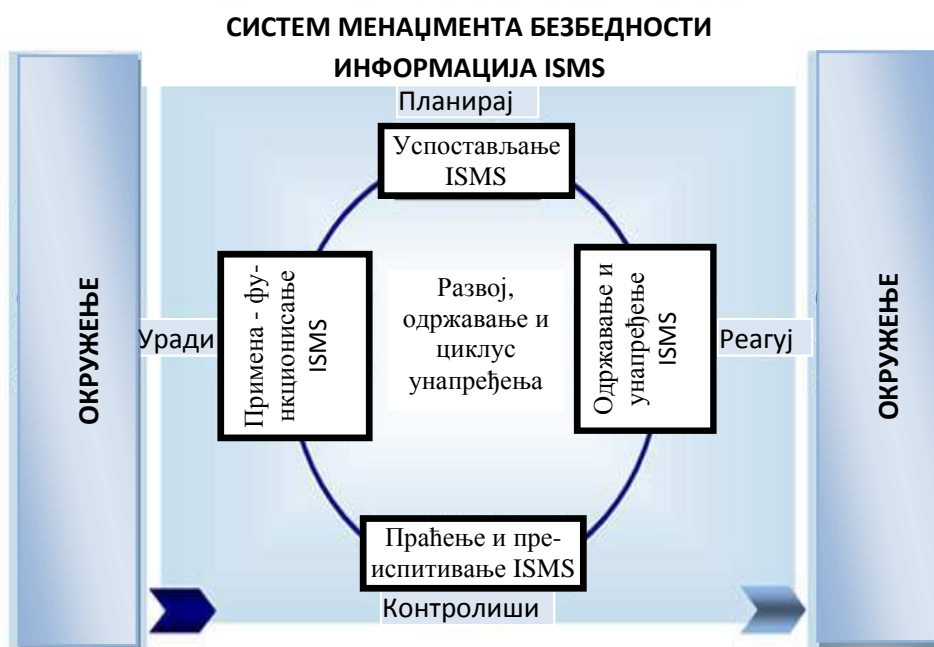 СИСТЕМ МЕНАЏМЕНТА БЕЗБЕДНОСТИ
ИНФОРМАЦИЈА ISMS
Планирај
Успостављање
ISMS
ОКРУЖЕЊЕ
Уради
Примена - фу-
нкционисање
ISMS
Развој,
одржавање и
циклус
унапређења
Одржавање и
унапређење
ISMS
Реагуј
ОКРУЖЕЊЕ
Праћење и пре-
испитивање ISMS
Контролиши